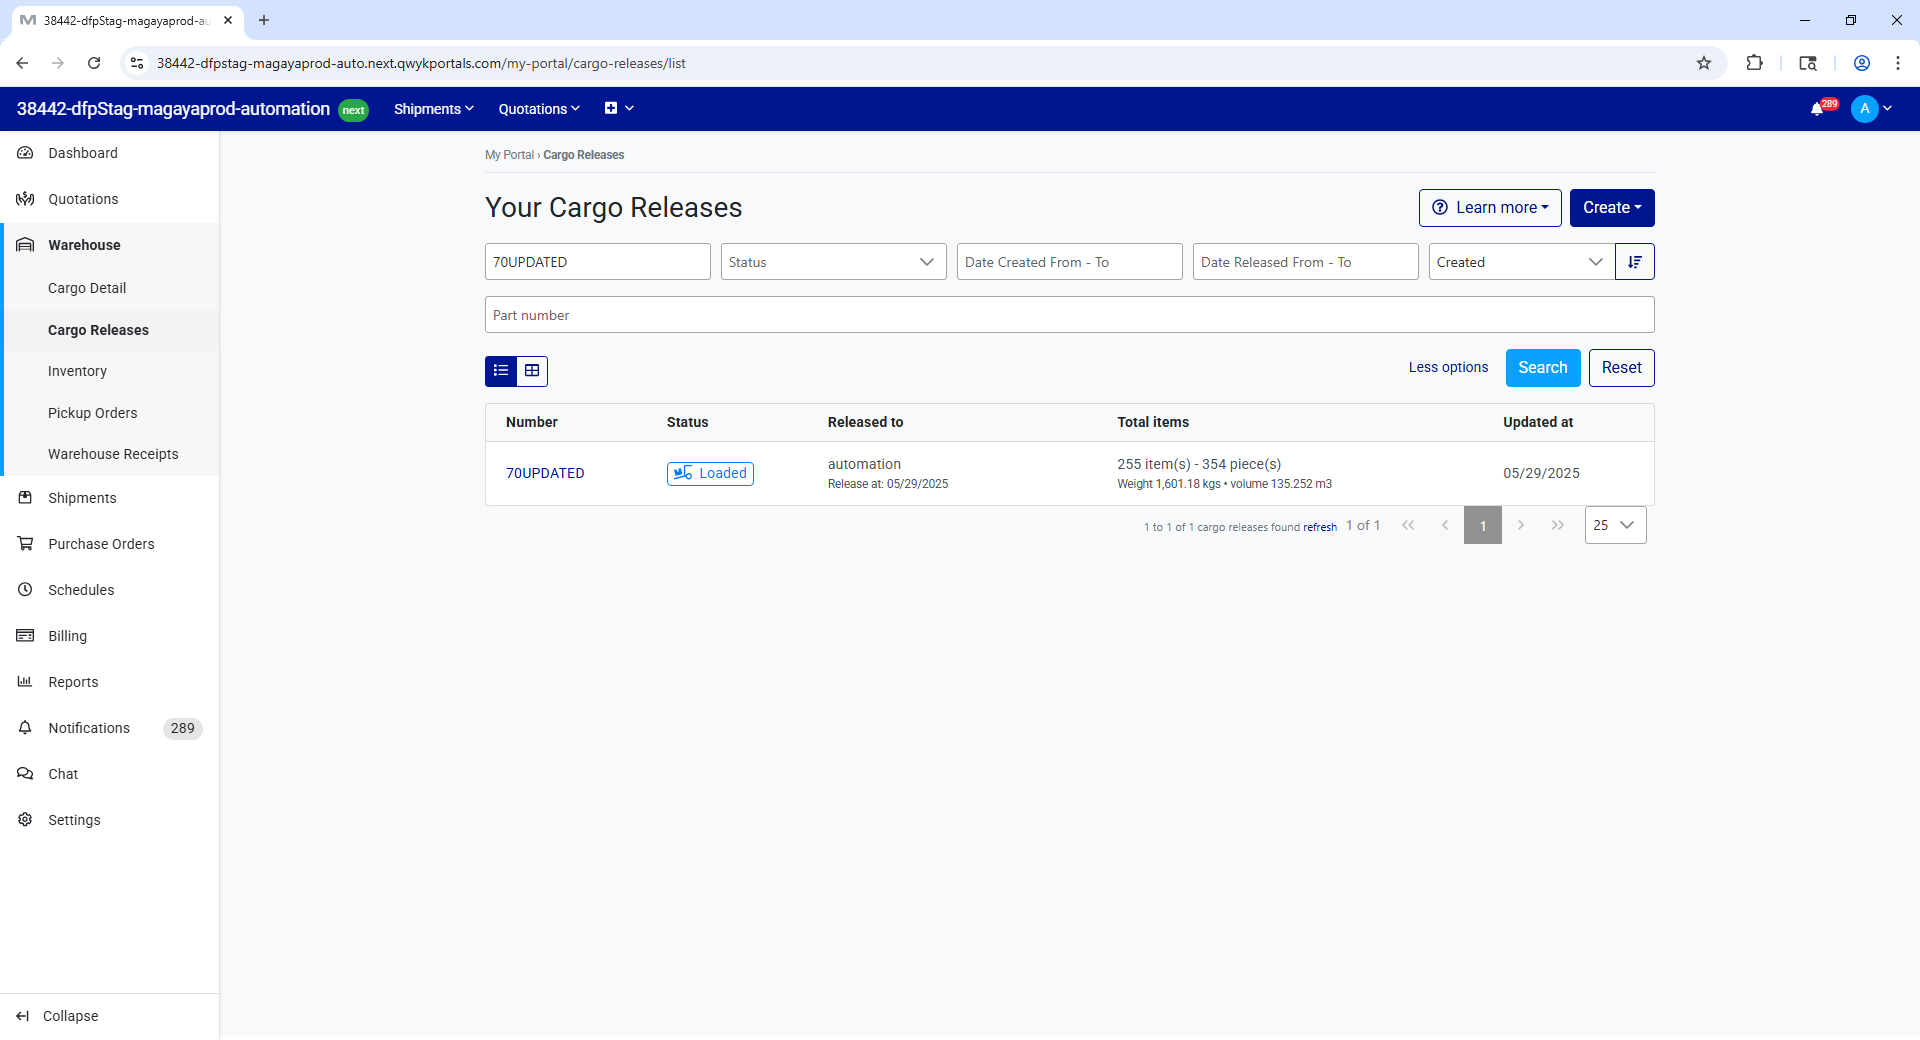 38442-dfpStag-magayaprod-au
38442-dfpstag-magayaprod-auto.next.qwykportals.com/my-portal/cargo-releases/list
38442-dfpStag-magayaprod-automation next Shipments Quotations 289 A
Dashboard
Quotations
Warehouse
Cargo Detail
Cargo Releases
Inventory
Pickup Orders
Warehouse Receipts
Shipments
Purchase Orders
Schedules
Billing
Reports
Notifications 289
Chat
Settings
Collapse
My Portal › Cargo Releases
Your Cargo Releases
Learn more Create
70UPDATED Status Date Created From - To Date Released From - To Created
Part number
Less options Search Reset
Number Status Released to Total items Updated at
70UPDATED Loaded automation 255 item(s) - 354 piece(s) 05/29/2025
Release at: 05/29/2025 Weight 1,601.18 kgs • volume 135.252 m3
1 to 1 of 1 cargo releases found refresh 1 of 1 1 25